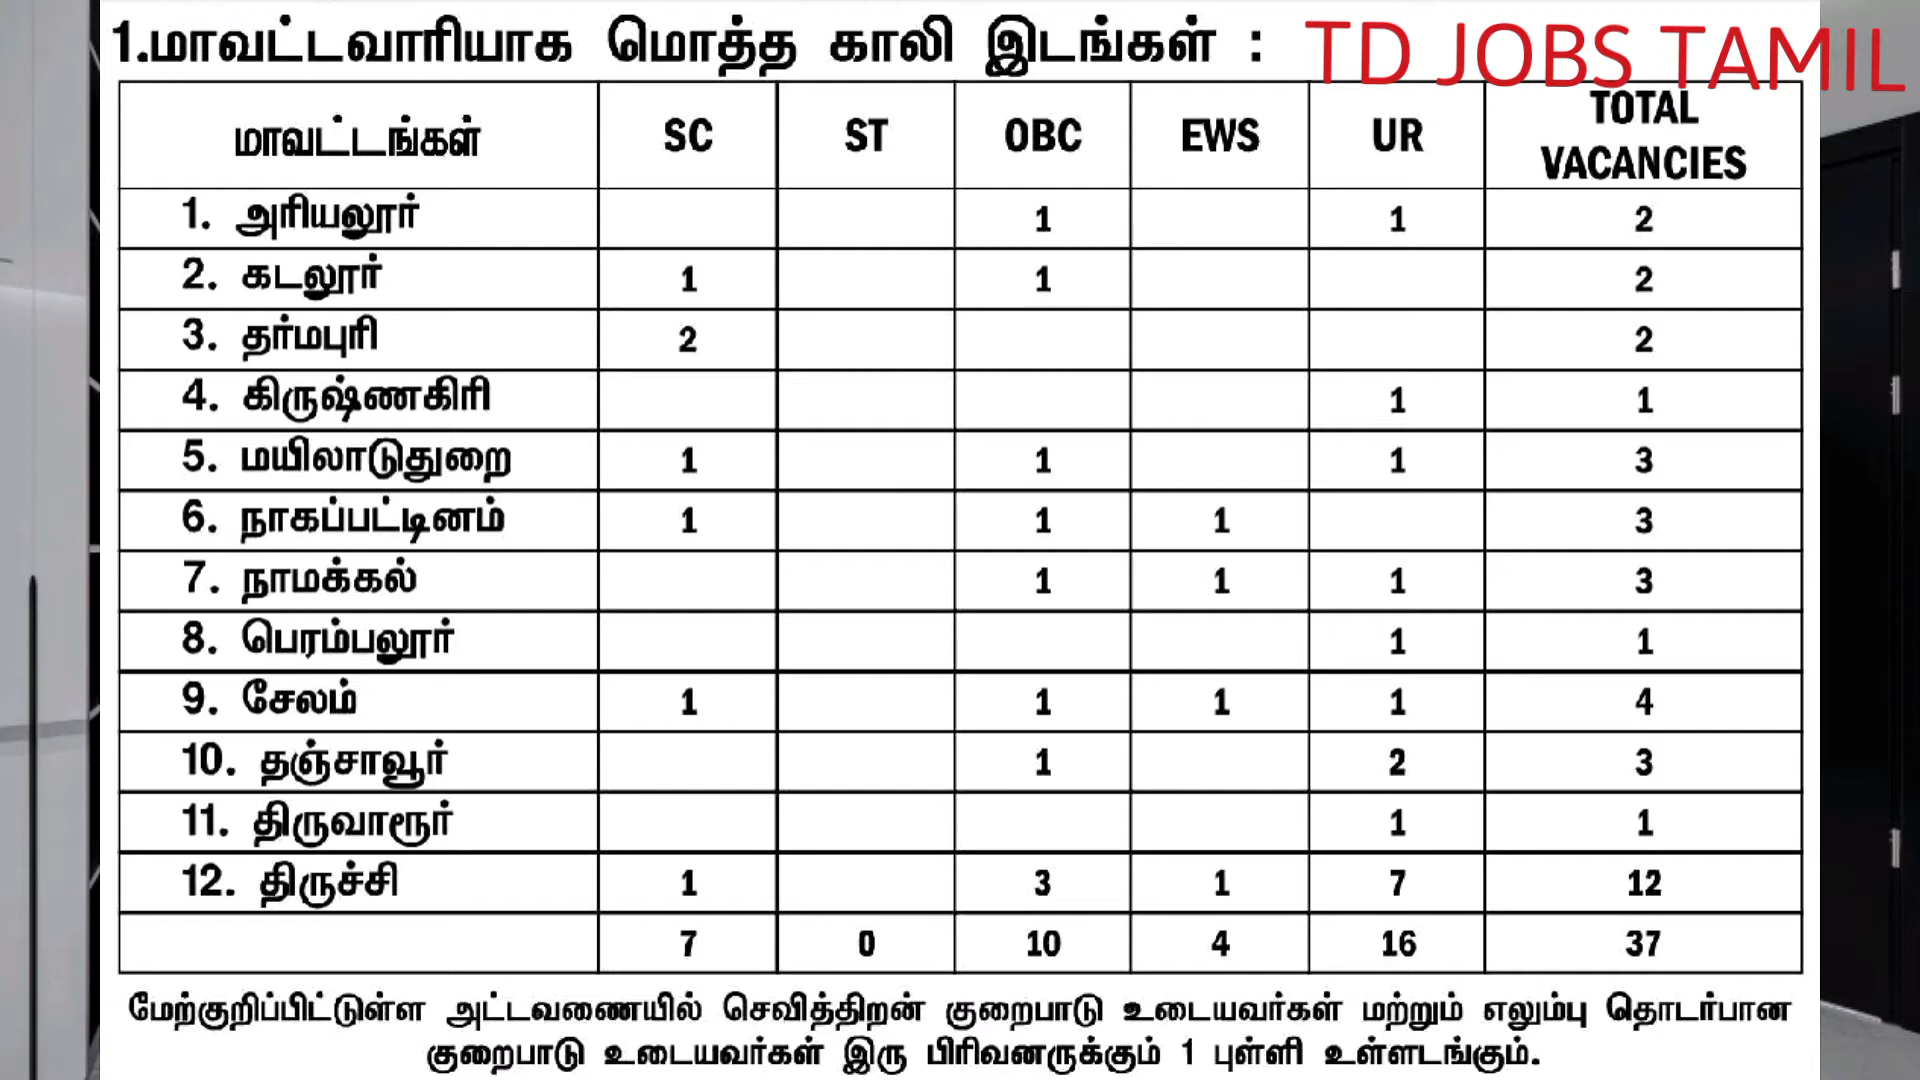 1.மாவட்டவாரியாக மொத்த காலி இடங்கள் : TD JOBS TAMIL
மாவட்டங்கள் SC ST OBC EWS UR TOTAL VACANCIES
1. அரியலூர் 1 1 2
2. கடலூர் 1 1 2
3. தர்மபுரி 2 2
4. கிருஷ்ணகிரி 1 1
5. மயிலாடுதுறை 1 1 1 3
6. நாகப்பட்டினம் 1 1 1 3
7. நாமக்கல் 1 1 1 3
8. பெரம்பலூர் 1 1
9. சேலம் 1 1 1 1 4
10. தஞ்சாவூர் 1 2 3
11. திருவாரூர் 1 1
12. திருச்சி 1 3 1 7 12
7 0 10 4 16 37
மேற்குறிப்பிட்டுள்ள அட்டவணையில் செவித்திறன் குறைபாடு உடையவர்கள் மற்றும் எலும்பு தொடர்பான
குறைபாடு உடையவர்கள் இரு பிரிவனருக்கும் 1 புள்ளி உள்ளடங்கும்.